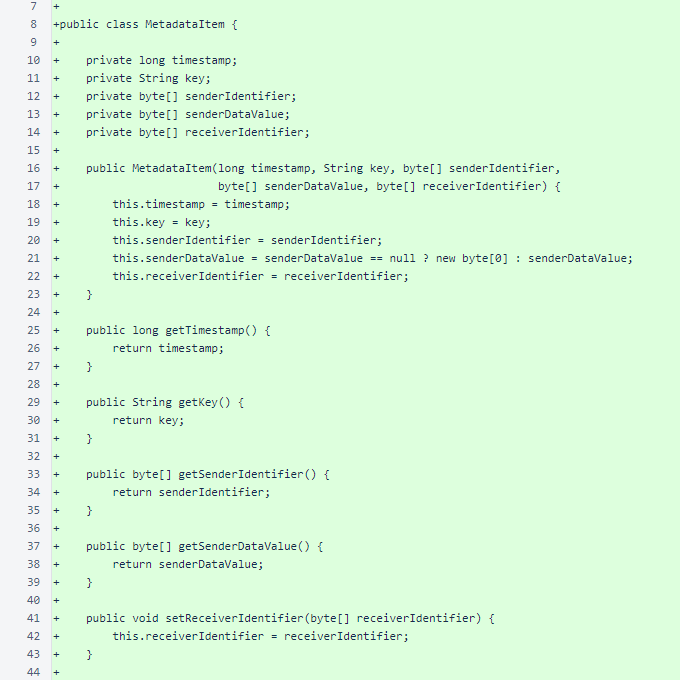 7 +
8 +public class MetadataItem {
9 +
10 +    private long timestamp;
11 +    private String key;
12 +    private byte[] senderIdentifier;
13 +    private byte[] senderDataValue;
14 +    private byte[] receiverIdentifier;
15 +
16 +    public MetadataItem(long timestamp, String key, byte[] senderIdentifier,
17 +                        byte[] senderDataValue, byte[] receiverIdentifier) {
18 +        this.timestamp = timestamp;
19 +        this.key = key;
20 +        this.senderIdentifier = senderIdentifier;
21 +        this.senderDataValue = senderDataValue == null ? new byte[0] : senderDataValue;
22 +        this.receiverIdentifier = receiverIdentifier;
23 +    }
24 +
25 +    public long getTimestamp() {
26 +        return timestamp;
27 +    }
28 +
29 +    public String getKey() {
30 +        return key;
31 +    }
32 +
33 +    public byte[] getSenderIdentifier() {
34 +        return senderIdentifier;
35 +    }
36 +
37 +    public byte[] getSenderDataValue() {
38 +        return senderDataValue;
39 +    }
40 +
41 +    public void setReceiverIdentifier(byte[] receiverIdentifier) {
42 +        this.receiverIdentifier = receiverIdentifier;
43 +    }
44 +